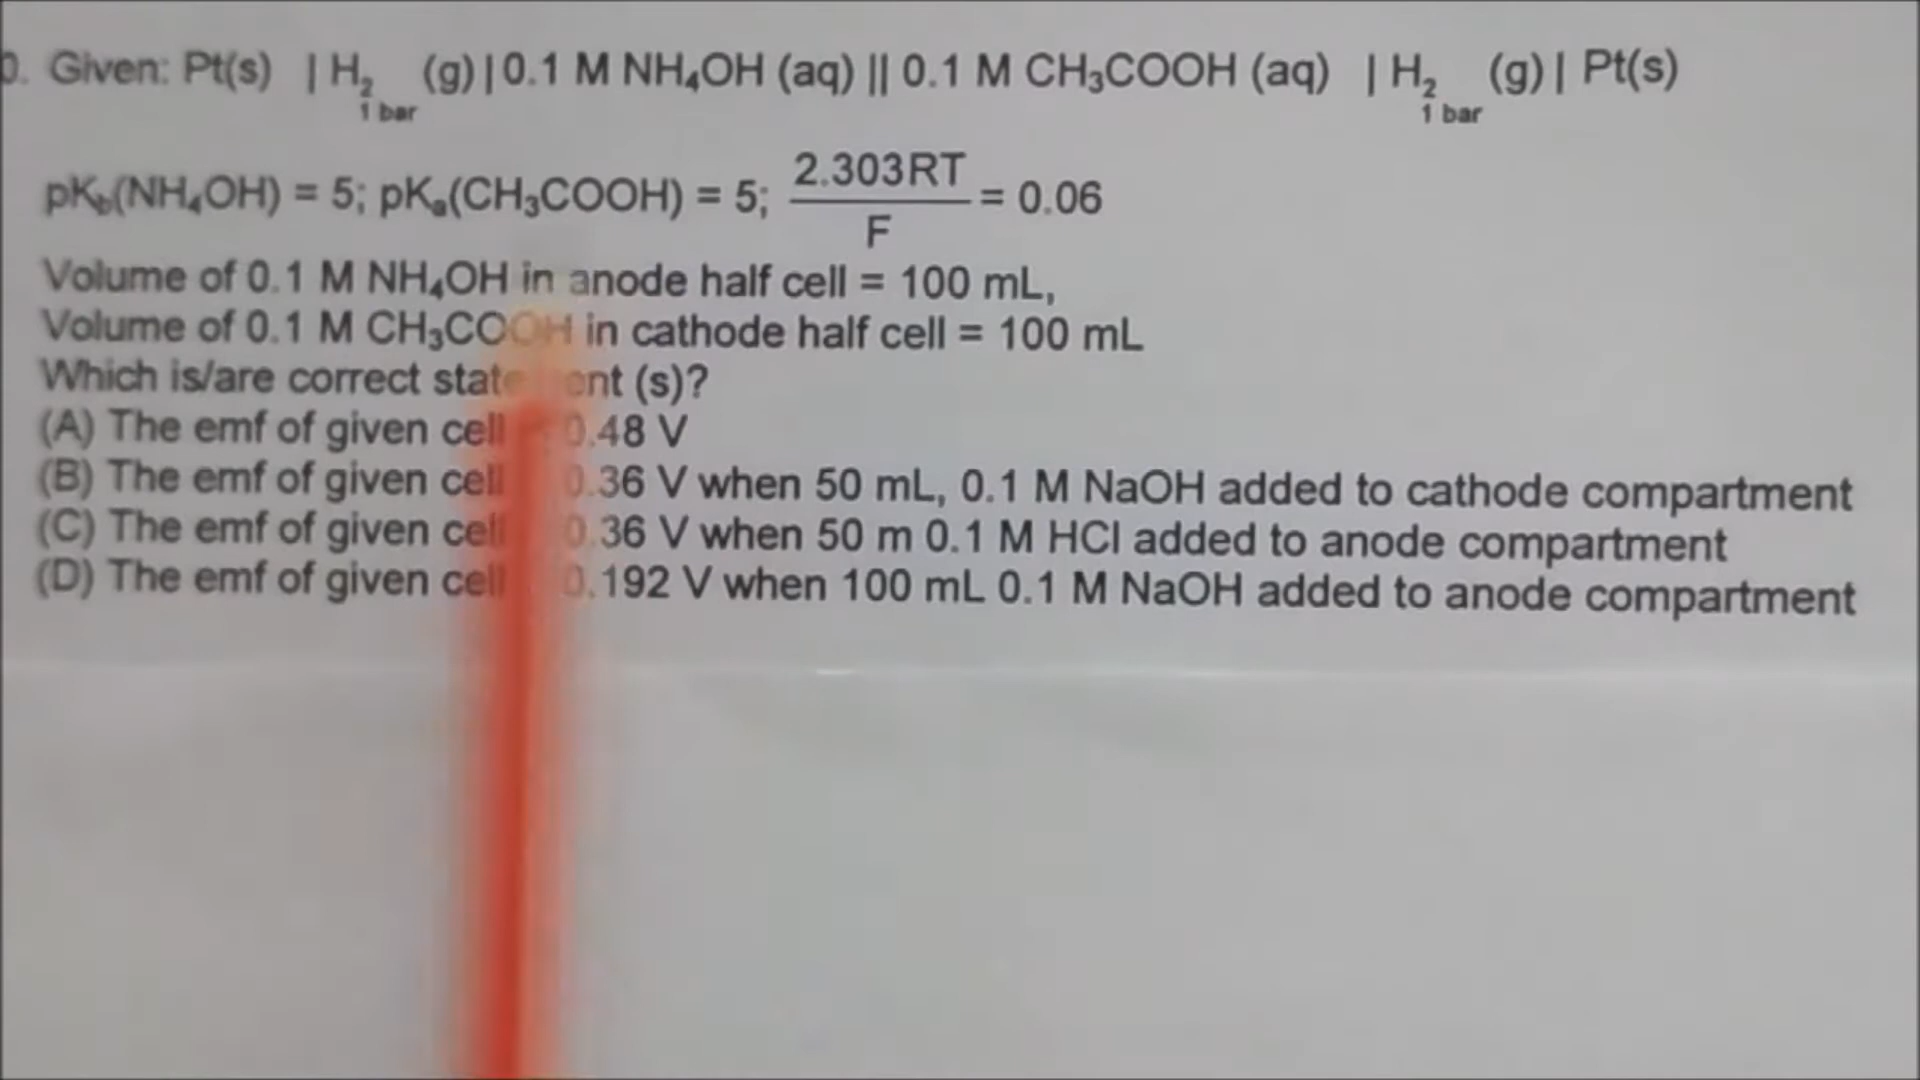 0. Given: Pt(s) | H₂ (g) | 0.1 M NH₄OH (aq) || 0.1 M CH₃COOH (aq) | H₂ (g) | Pt(s)
1 bar 1 bar
pK_b(NH₄OH) = 5; pKₐ(CH₃COOH) = 5; 2.303RT/F = 0.06
Volume of 0.1 M NH₄OH in anode half cell = 100 mL,
Volume of 0.1 M CH₃COOH in cathode half cell = 100 mL
Which is/are correct (s)?
(A) The emf of given cell 0.48 V
(B) The emf of given cell 0.36 V when 50 mL, 0.1 M NaOH added to cathode compartment
(C) The emf of given cell 0.36 V when 50 m 0.1 M HCl added to anode compartment
(D) The emf of given cell 0.192 V when 100 mL 0.1 M NaOH added to anode compartment